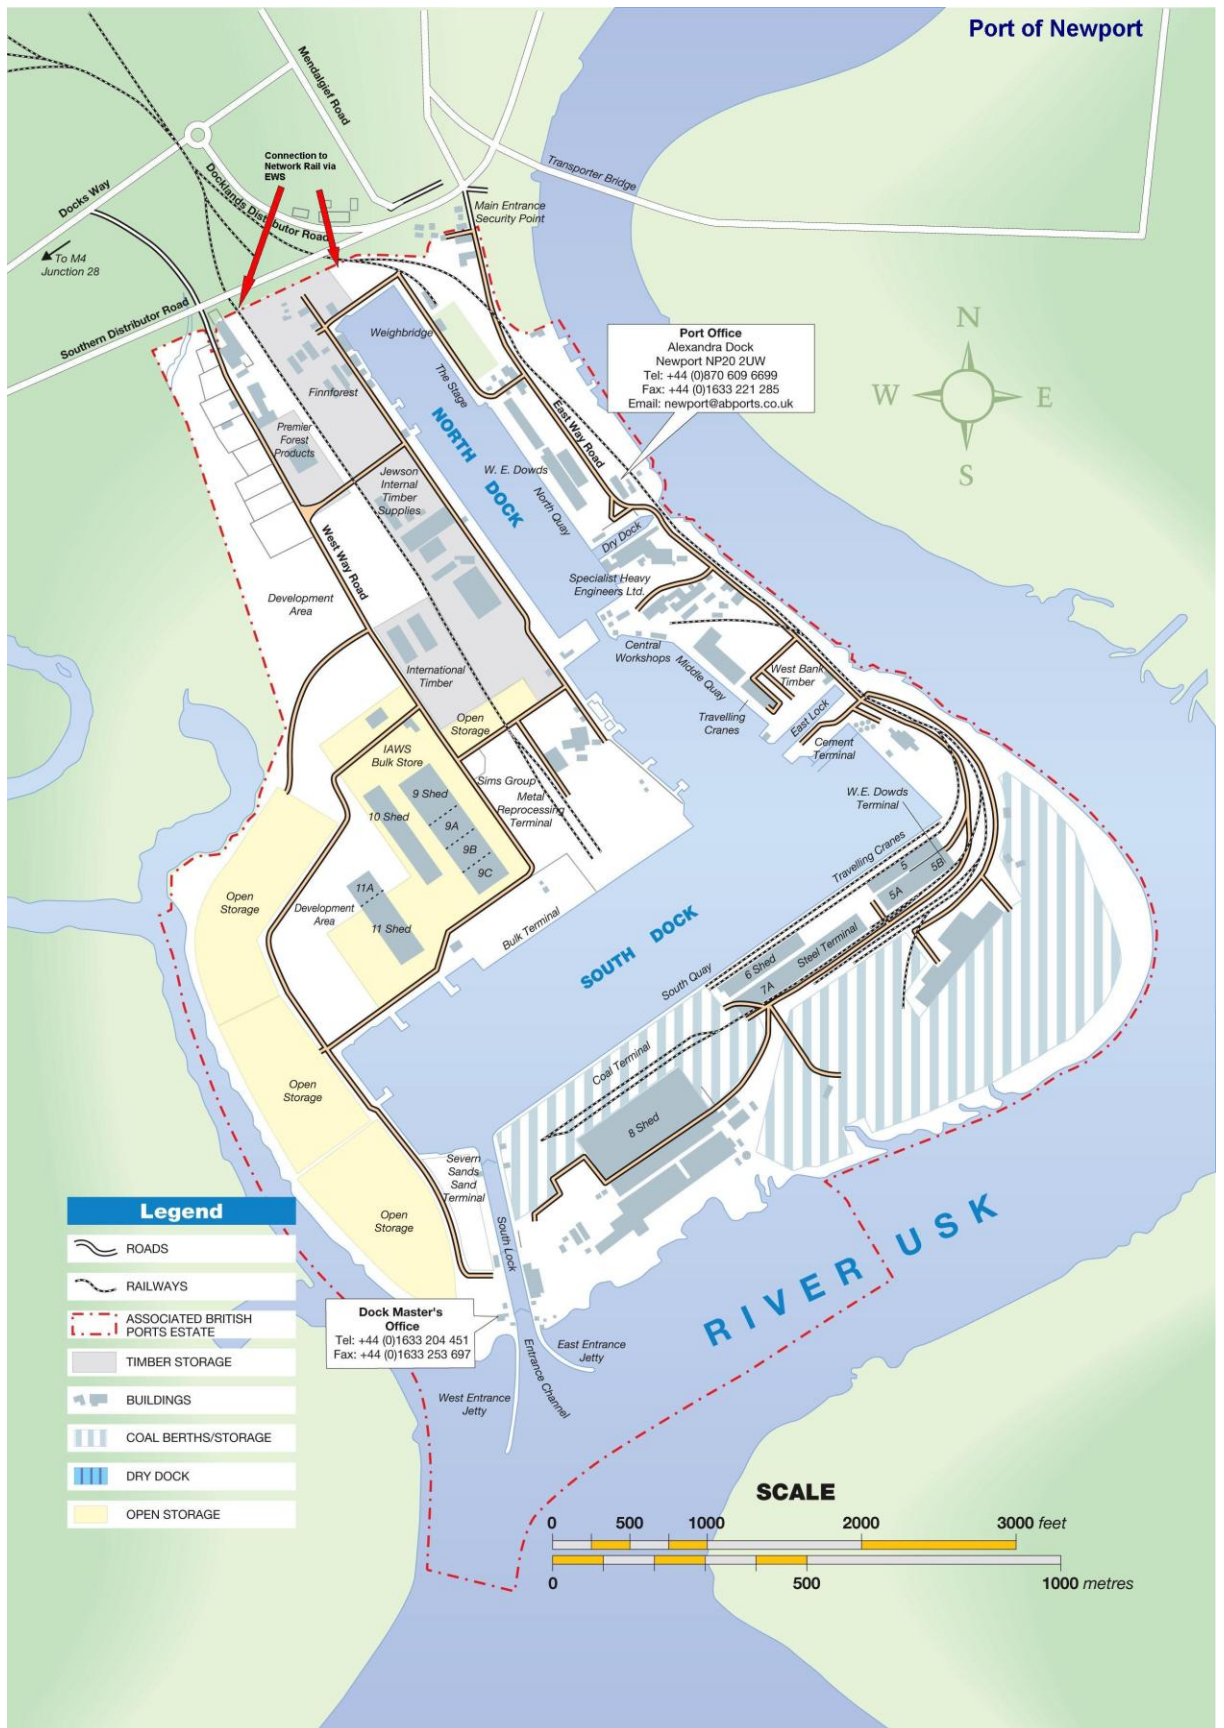 Port of Newport
Mendalgief Road
Connection to
Network Rail via
EWS
Transporter Bridge
Docklands Distributor Road
Docks Way
Main Entrance
Security Point
To M4
Junction 28
Southern Distributor Road
N
W
E
S
Weighbridge
Port Office
Alexandra Dock
Newport NP20 2UW
Tel: +44 (0)870 609 6699
Fax: +44 (0)1633 221 285
Email: newport@abports.co.uk
The Stage
Finnforest
East Way Road
Premier
Forest
Products
NORTH
DOCK
W. E. Dowds
Jewson
Internal
Timber
Supplies
North Quay
Dry Dock
West Way Road
Specialist Heavy
Engineers Ltd.
Development
Area
Central
Workshops
Middle Quay
West Bank
Timber
International
Timber
Travelling
Cranes
East Lock
Open
Storage
Cement
Terminal
IAWS
Bulk Store
Sims Group
Metal
Reprocessing
Terminal
W.E. Dowds
Terminal
9 Shed
10 Shed
9A
9B
9C
Travelling Cranes
5
5B
5A
11A
Open
Storage
Development
Area
11 Shed
Bulk Terminal
SOUTH DOCK
Steel Terminal
6 Shed
7A
South Quay
Coal Terminal
Open
Storage
8 Shed
Severn
Sands
Sand
Terminal
Open
Storage
South Lock
RIVER USK
Legend
ROADS
RAILWAYS
ASSOCIATED BRITISH
PORTS ESTATE
TIMBER STORAGE
BUILDINGS
COAL BERTHS/STORAGE
DRY DOCK
OPEN STORAGE
Dock Master's
Office
Tel: +44 (0)1633 204 451
Fax: +44 (0)1633 253 697
East Entrance
Jetty
Entrance Channel
West Entrance
Jetty
SCALE
0 500 1000 2000 3000 feet
0 500 1000 metres